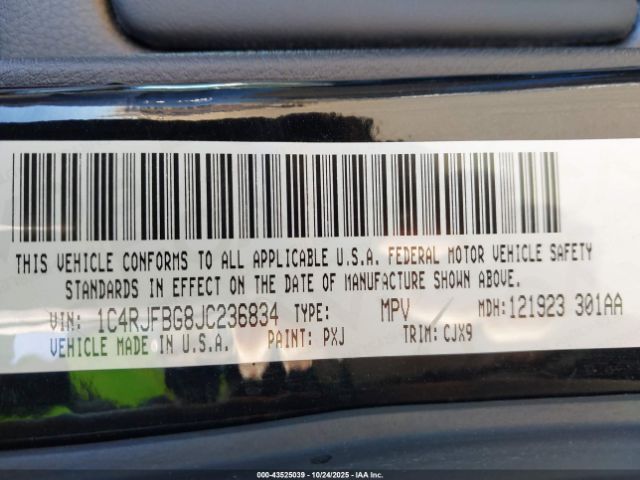 THIS VEHICLE CONFORMS TO ALL APPLICABLE U.S.A. FEDERAL MOTOR VEHICLE SAFETY
STANDARDS IN EFFECT ON THE DATE OF MANUFACTURE SHOWN ABOVE.
VIN: 1C4RJFBG8JC236834 TYPE: MPV MDH:121923 301AA
VEHICLE MADE IN U.S.A. PAINT: PXJ TRIM:CJX9
000-43525039 - 10/24/2025 - IAAI.COM